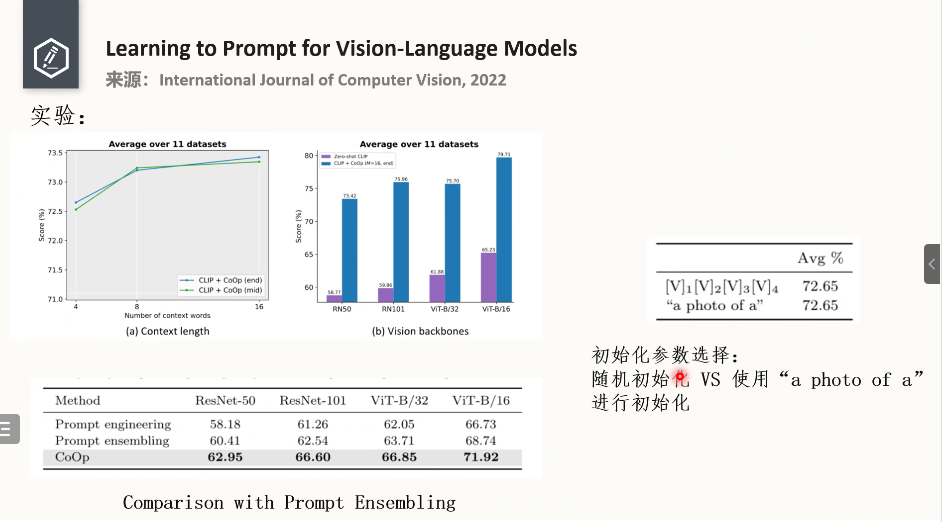 Learning to Prompt for Vision-Language Models
来源：International Journal of Computer Vision, 2022
实验：
Average over 11 datasets
Score (%)
73.5
73.0
72.5
72.0
71.5
71.0
4 8 16
Number of context words
CLIP + CoOp (end)
CLIP + CoOp (mid)
(a) Context length
Average over 11 datasets
Zero-shot CLIP
CLIP + CoOp (M=16, end)
Score (%)
80
75
70
65
60
58.77 73.42 59.86 75.96 61.88 75.70 65.23 79.71
RN50 RN101 ViT-B/32 ViT-B/16
(b) Vision backbones
Avg %
[V]₁[V]₂[V]₃[V]₄ 72.65
“a photo of a” 72.65
初始化参数选择：
随机初始化 VS 使用“a photo of a”
进行初始化
Method ResNet-50 ResNet-101 ViT-B/32 ViT-B/16
Prompt engineering 58.18 61.26 62.05 66.73
Prompt ensembling 60.41 62.54 63.71 68.74
CoOp 62.95 66.60 66.85 71.92
Comparison with Prompt Ensembling